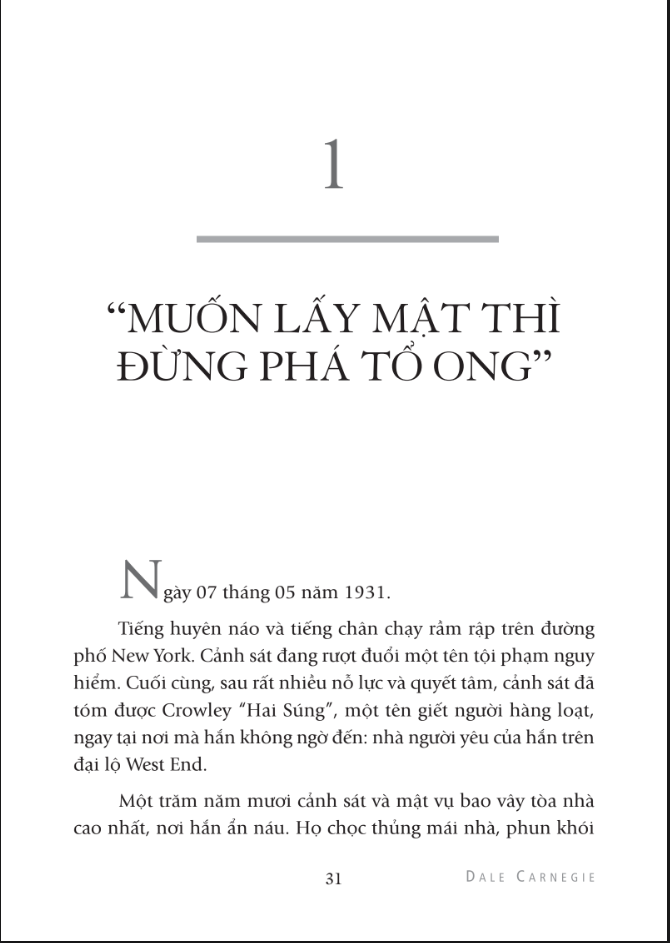 1
“MUỐN LẤY MẬT THÌ
ĐỪNG PHÁ TỔ ONG”
Ngày 07 tháng 05 năm 1931.
Tiếng huyên náo và tiếng chân chạy rầm rập trên đường
phố New York. Cảnh sát đang rượt đuổi một tên tội phạm nguy
hiểm. Cuối cùng, sau rất nhiều nỗ lực và quyết tâm, cảnh sát đã
tóm được Crowley “Hai Súng”, một tên giết người hàng loạt,
ngay tại nơi mà hắn không ngờ đến: nhà người yêu của hắn trên
đại lộ West End.
Một trăm năm mươi cảnh sát và mật vụ bao vây tòa nhà
cao nhất, nơi hắn ẩn náu. Họ chọc thủng mái nhà, phun khói
31
DALE CARNEGIE